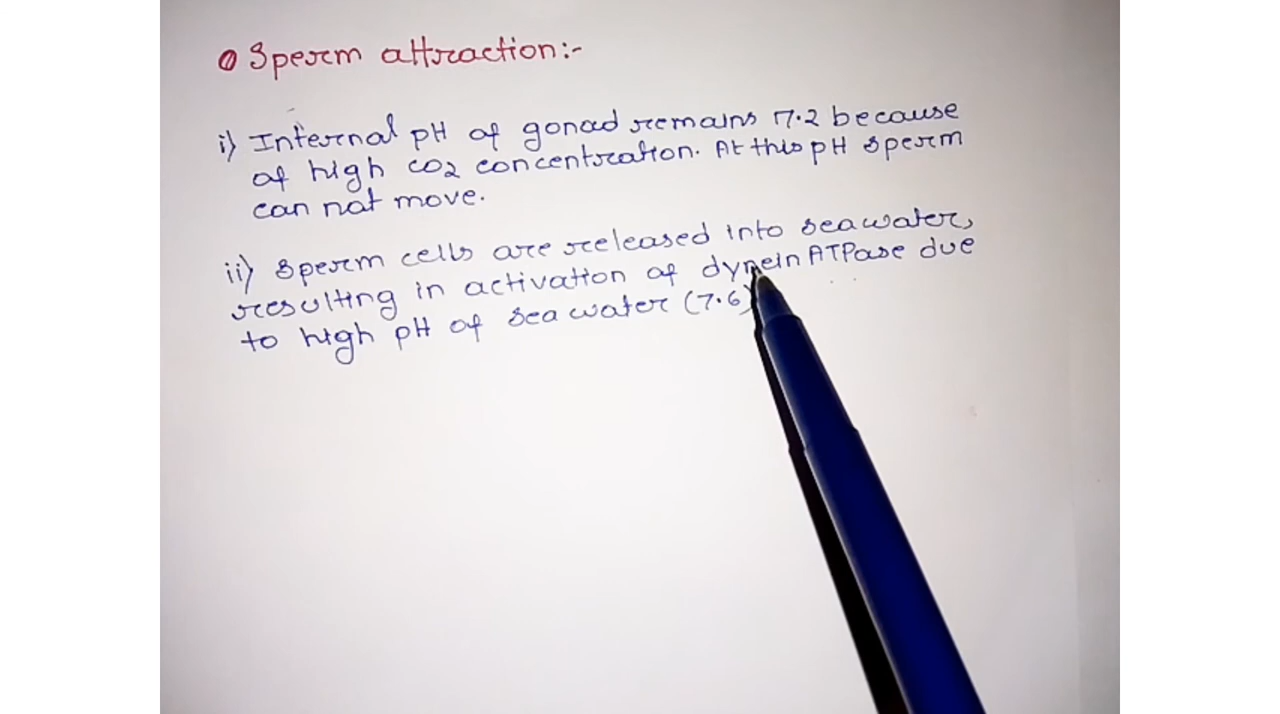 Sperm attraction:-
i) Internal pH of gonad remains 7.2 because
of high CO2 concentration. At this pH sperm
can not move.
ii) Sperm cells are released into seawater,
resulting in activation of dynein ATPase due
to high pH of sea water (7.6)